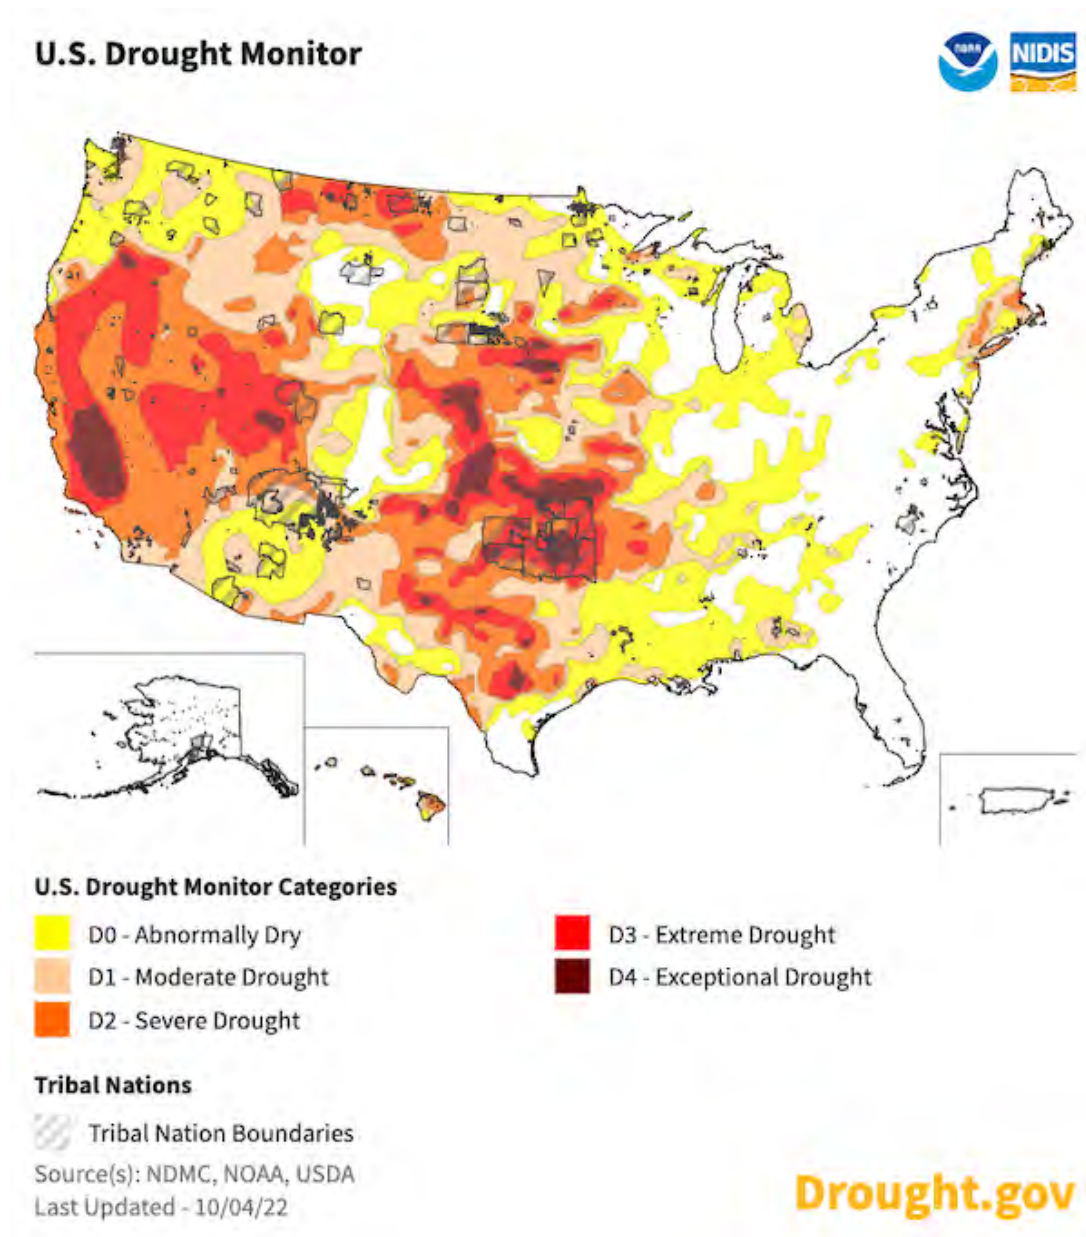 U.S. Drought Monitor
NOAA
NIDIS
U.S. Drought Monitor Categories
D0 - Abnormally Dry
D1 - Moderate Drought
D2 - Severe Drought
D3 - Extreme Drought
D4 - Exceptional Drought
Tribal Nations
Tribal Nation Boundaries
Source(s): NDMC, NOAA, USDA
Last Updated - 10/04/22
Drought.gov